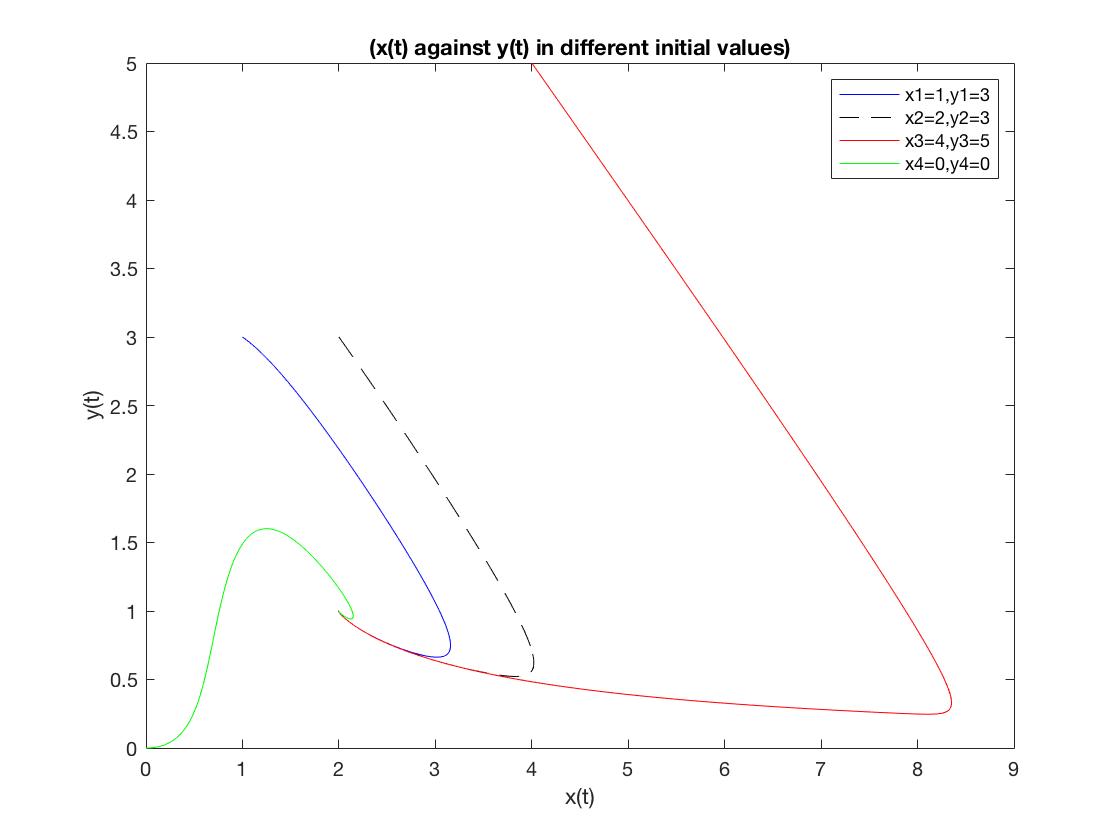 (x(t) against y(t) in different initial values)
x1=1,y1=3
x2=2,y2=3
x3=4,y3=5
x4=0,y4=0
5
4.5
4
3.5
3
2.5
2
1.5
1
0.5
0
y(t)
0 1 2 3 4 5 6 7 8 9
x(t)